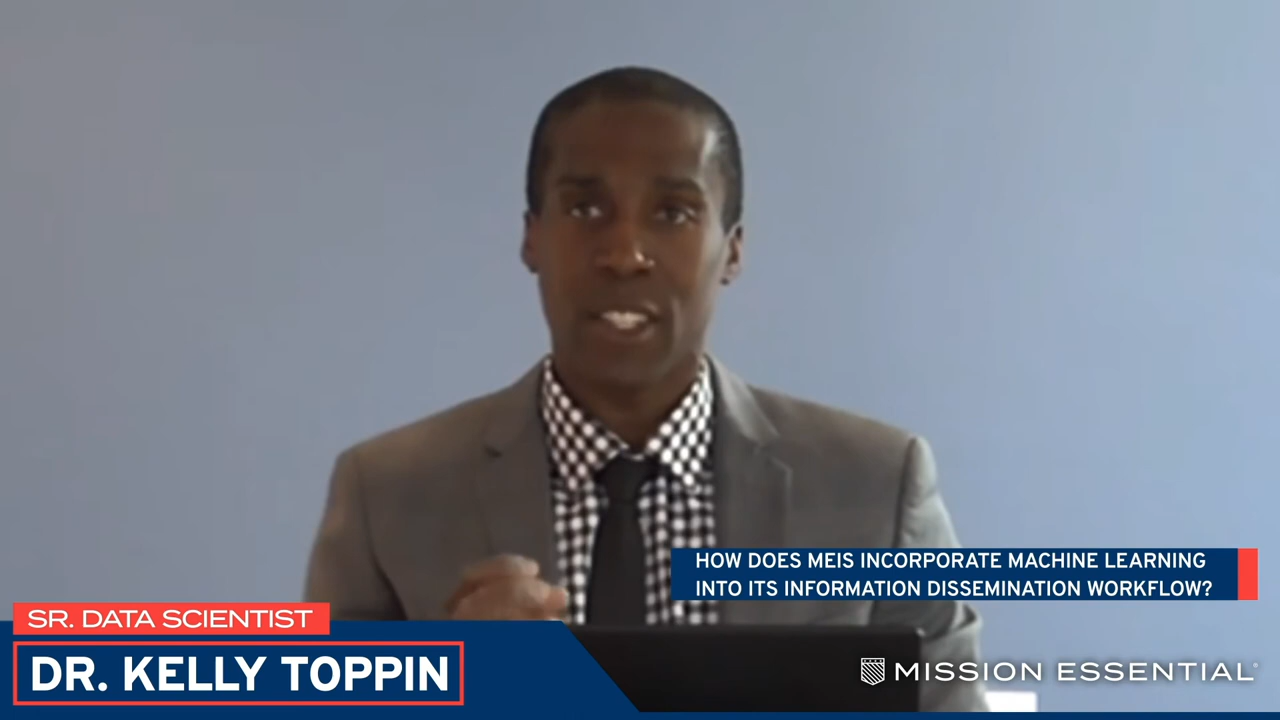 HOW DOES MEIS INCORPORATE MACHINE LEARNING
INTO ITS INFORMATION DISSEMINATION WORKFLOW?
SR. DATA SCIENTIST
DR. KELLY TOPPIN
MISSION ESSENTIAL®